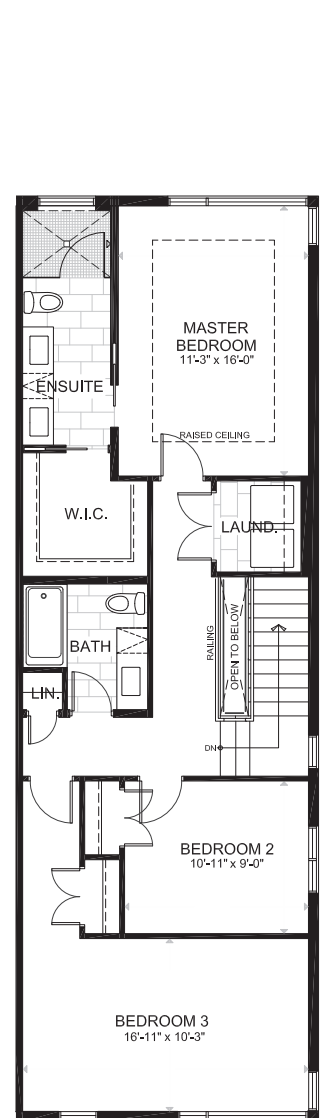 MASTER
BEDROOM
11'-3" x 16'-0"
ENSUITE
RAISED CEILING
W.I.C.
LAUND.
BATH
RAILING
OPEN TO BELOW
LIN.
DN
BEDROOM 2
10'-11" x 9'-0"
BEDROOM 3
16'-11" x 10'-3"